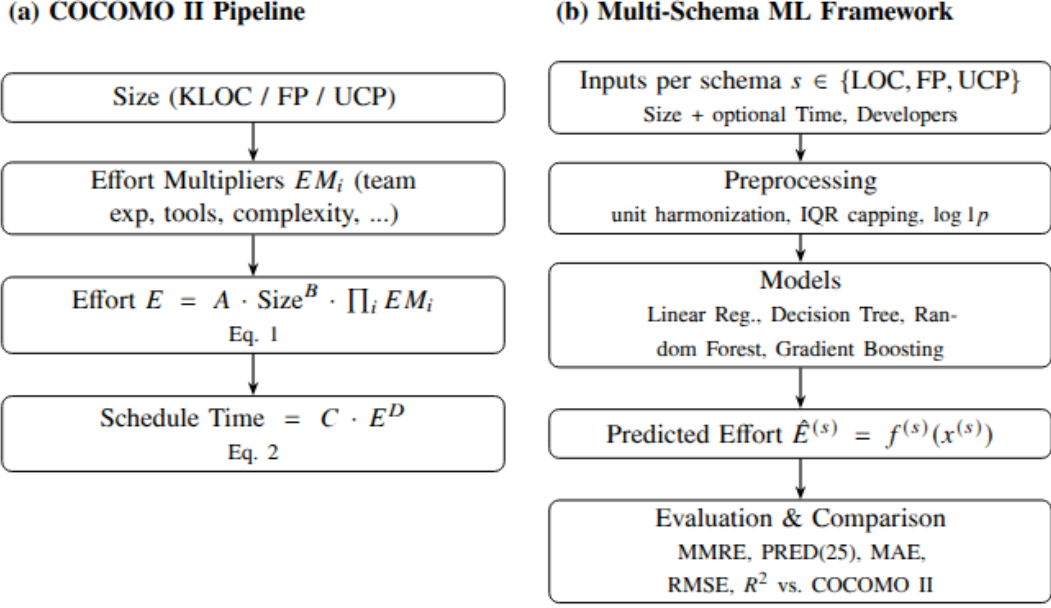 (a) COCOMO II Pipeline
Size (KLOC / FP / UCP)
Effort Multipliers EM_i (team
exp, tools, complexity, ...)
Effort E = A · Size^B · ∏_i EM_i
Eq. 1
Schedule Time = C · E^D
Eq. 2
(b) Multi-Schema ML Framework
Inputs per schema s ∈ {LOC, FP, UCP}
Size + optional Time, Developers
Preprocessing
unit harmonization, IQR capping, log 1p
Models
Linear Reg., Decision Tree, Ran-
dom Forest, Gradient Boosting
Predicted Effort Ê^(s) = f^(s)(x^(s))
Evaluation & Comparison
MMRE, PRED(25), MAE,
RMSE, R² vs. COCOMO II